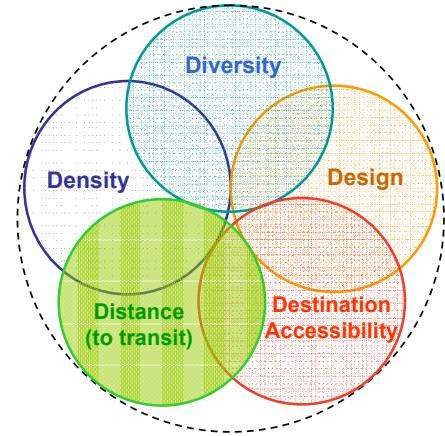 Diversity
Density
Design
Distance
(to transit)
Destination
Accessibility